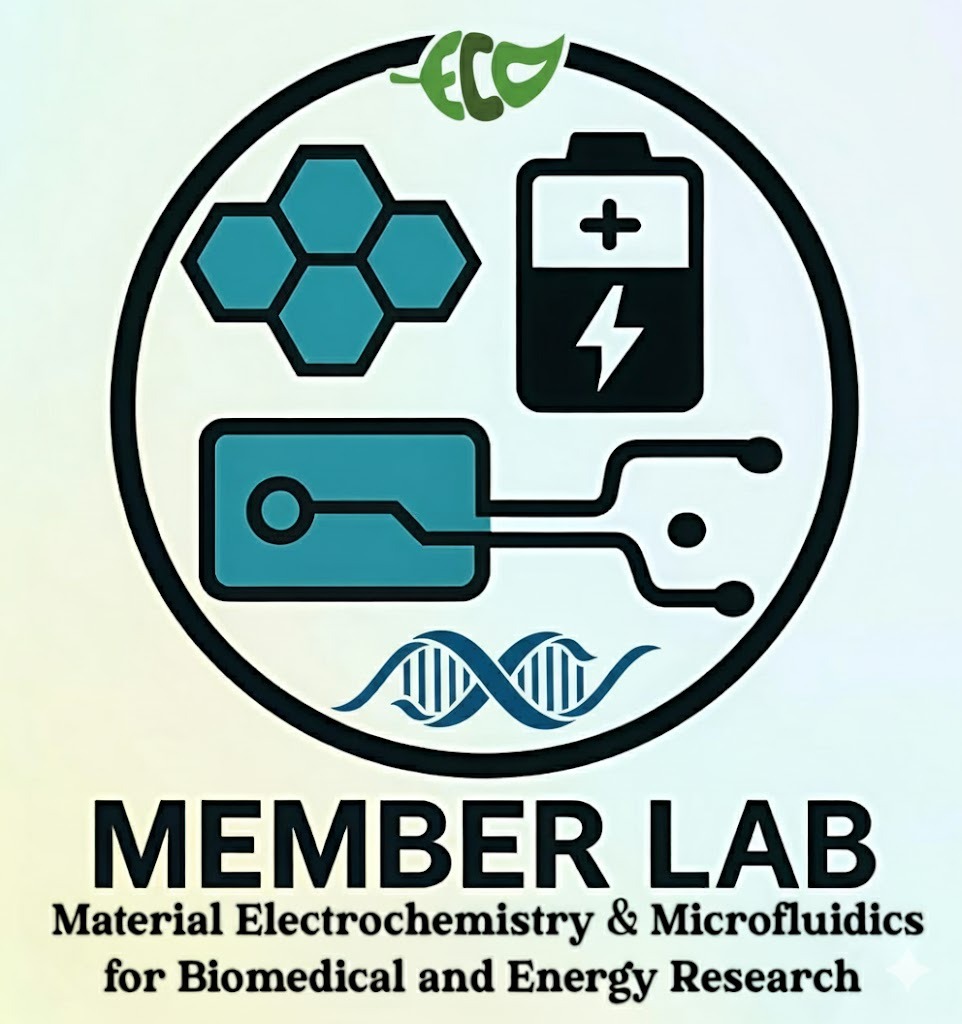 ECO
MEMBER LAB
Material Electrochemistry & Microfluidics
for Biomedical and Energy Research